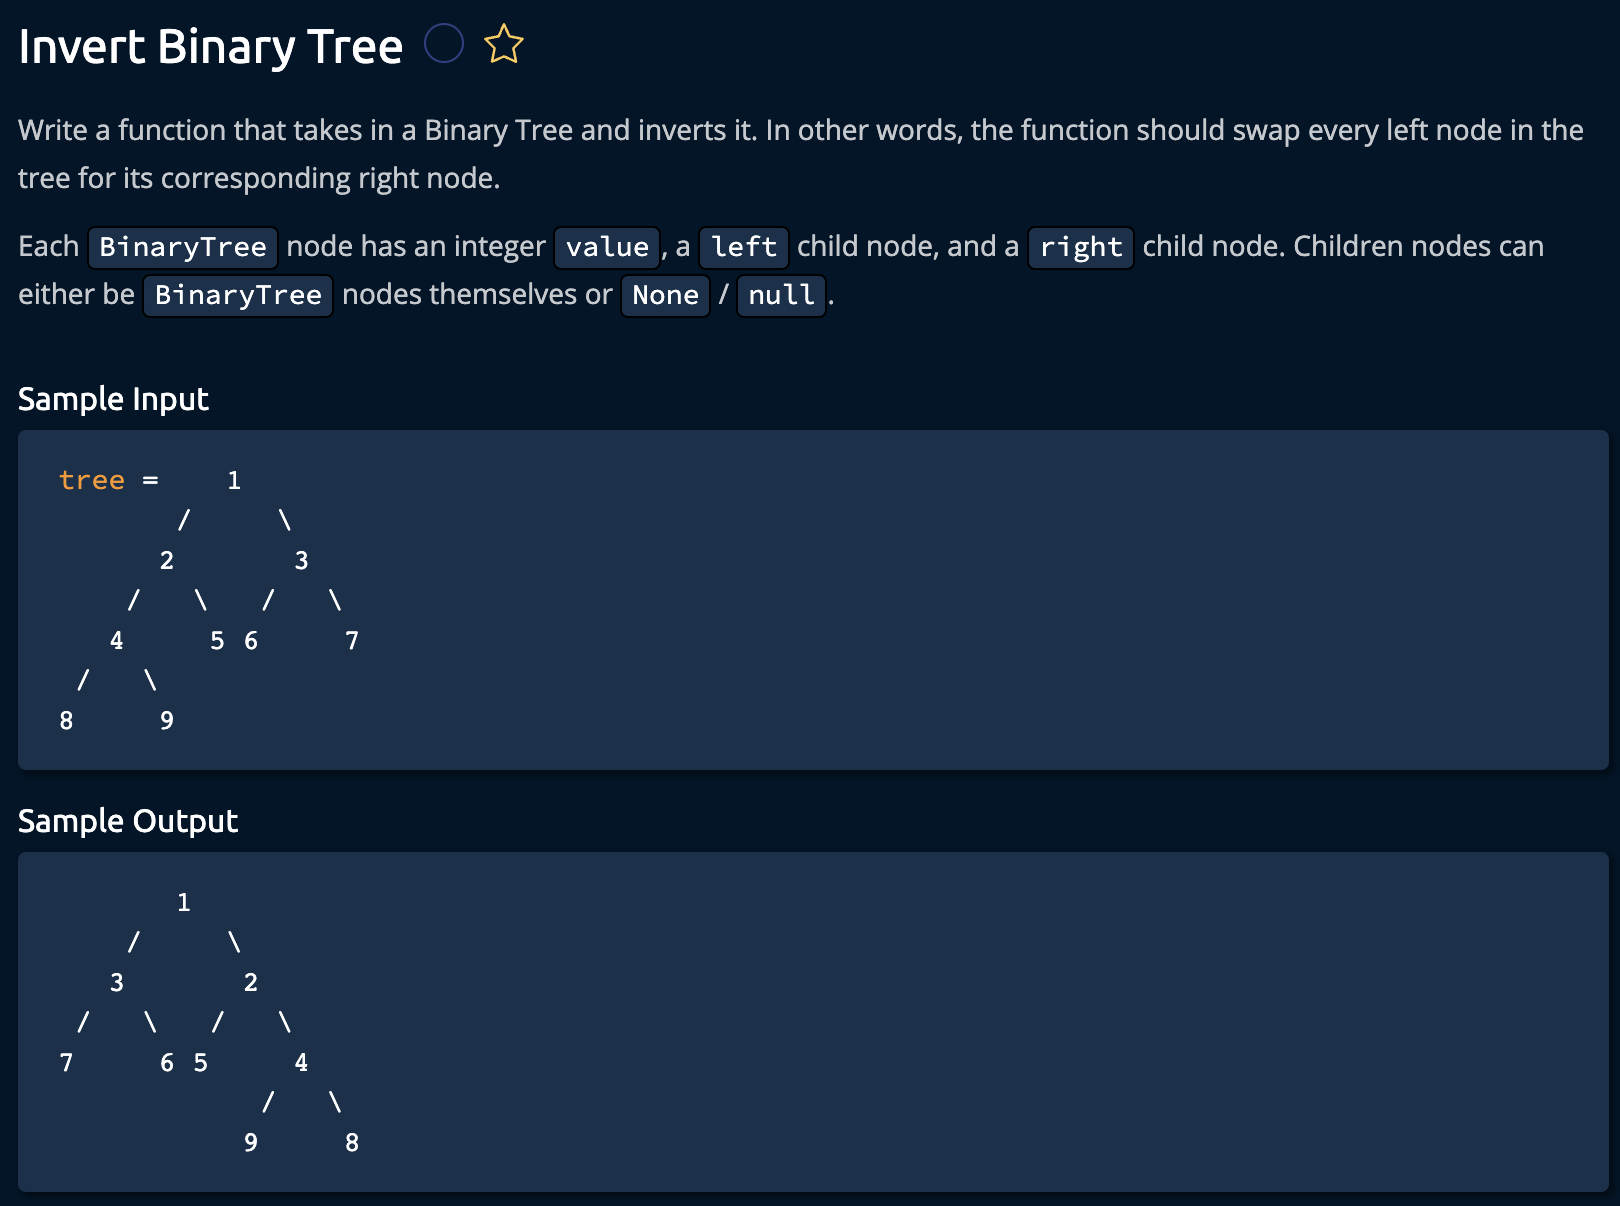 Invert Binary Tree
Write a function that takes in a Binary Tree and inverts it. In other words, the function should swap every left node in the
tree for its corresponding right node.
Each BinaryTree node has an integer value, a left child node, and a right child node. Children nodes can
either be BinaryTree nodes themselves or None / null.
Sample Input
tree =    1
       /     \
      2       3
    /   \   /   \
   4     5 6     7
 /   \
8     9
Sample Output
       1
    /     \
   3       2
 /   \   /   \
7     6 5     4
            /   \
           9     8